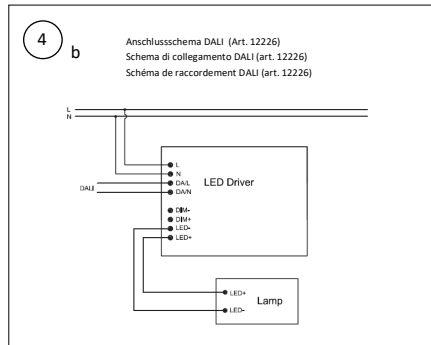 4
b
Anschlussschema DALI (Art. 12226)
Schema di collegamento DALI (art. 12226)
Schéma de raccordement DALI (art. 12226)
L
N
L
N
DALI
DA/L
DA/N
LED Driver
DIM-
DIM+
LED-
LED+
LED+
Lamp
LED-